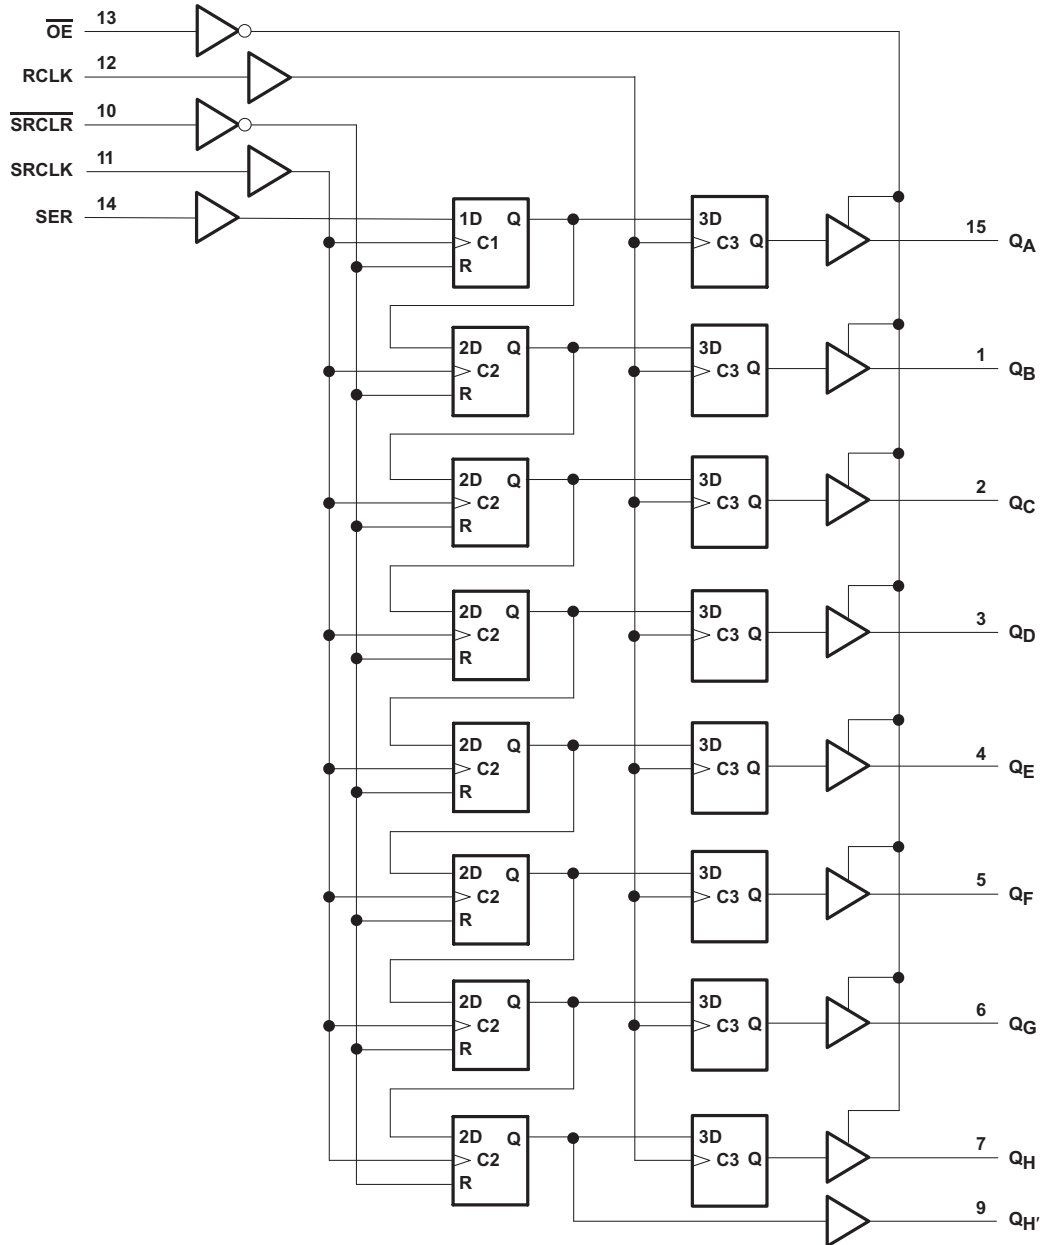 OE 13
RCLK 12
SRCLR 10
SRCLK 11
SER 14
1D Q
C1
R
3D
C3 Q
15 QA
2D Q
C2
R
3D
C3 Q
1 QB
2D Q
C2
R
3D
C3 Q
2 QC
2D Q
C2
R
3D
C3 Q
3 QD
2D Q
C2
R
3D
C3 Q
4 QE
2D Q
C2
R
3D
C3 Q
5 QF
2D Q
C2
R
3D
C3 Q
6 QG
2D Q
C2
R
3D
C3 Q
7 QH
9 QH′